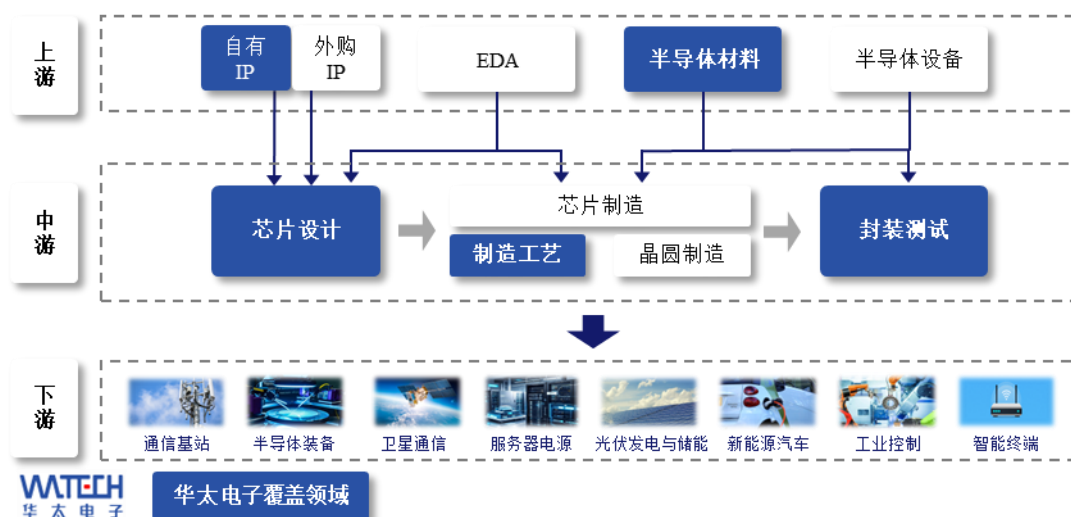 上游
自有
IP
外购
IP
EDA
半导体材料
半导体设备
中游
芯片设计
芯片制造
制造工艺
晶圆制造
封装测试
下游
通信基站
半导体装备
卫星通信
服务器电源
光伏发电与储能
新能源汽车
工业控制
智能终端
WATECH
华太电子
华太电子覆盖领域